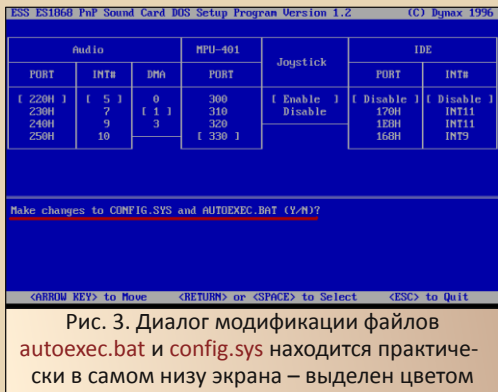 ESS ES1868 PnP Sound Card DOS Setup Program Version 1.2 (C) Dynax 1996
Audio MPU-401 Joystick IDE
PORT INT# DMA PORT PORT INT#
[ 220H ] [ 5 ] 0 300 [ Enable ] [ Disable ] [ Disable ]
230H 7 [ 1 ] 310 Disable 170H INT11
240H 9 3 320 1E8H INT11
250H 10 [ 330 ] 168H INT9
Make changes to CONFIG.SYS and AUTOEXEC.BAT (Y/N)?
<ARROW KEY> to Move <RETURN> or <SPACE> to Select <ESC> to Quit
Рис. 3. Диалог модификации файлов
autoexec.bat и config.sys находится практиче-
ски в самом низу экрана – выделен цветом